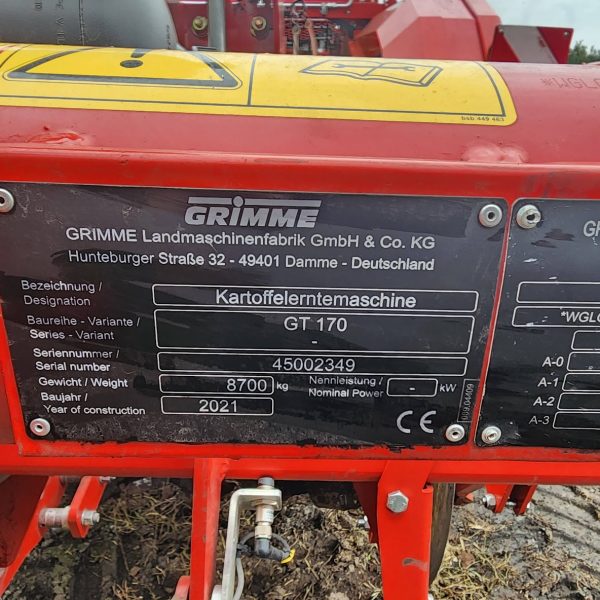 GRIMME
GRIMME Landmaschinenfabrik GmbH & Co. KG
Hunteburger Straße 32 - 49401 Damme - Deutschland
Bezeichnung /
Designation
Kartoffelerntemaschine
Baureihe - Variante /
Series - Variant
GT 170
-
Seriennummer /
Serial number
45002349
Gewicht / Weight
8700 kg
Nennleistung /
Nominal Power
- kW
Baujahr /
Year of construction
2021
CE
*WGLC
A-0
A-1
A-2
A-3